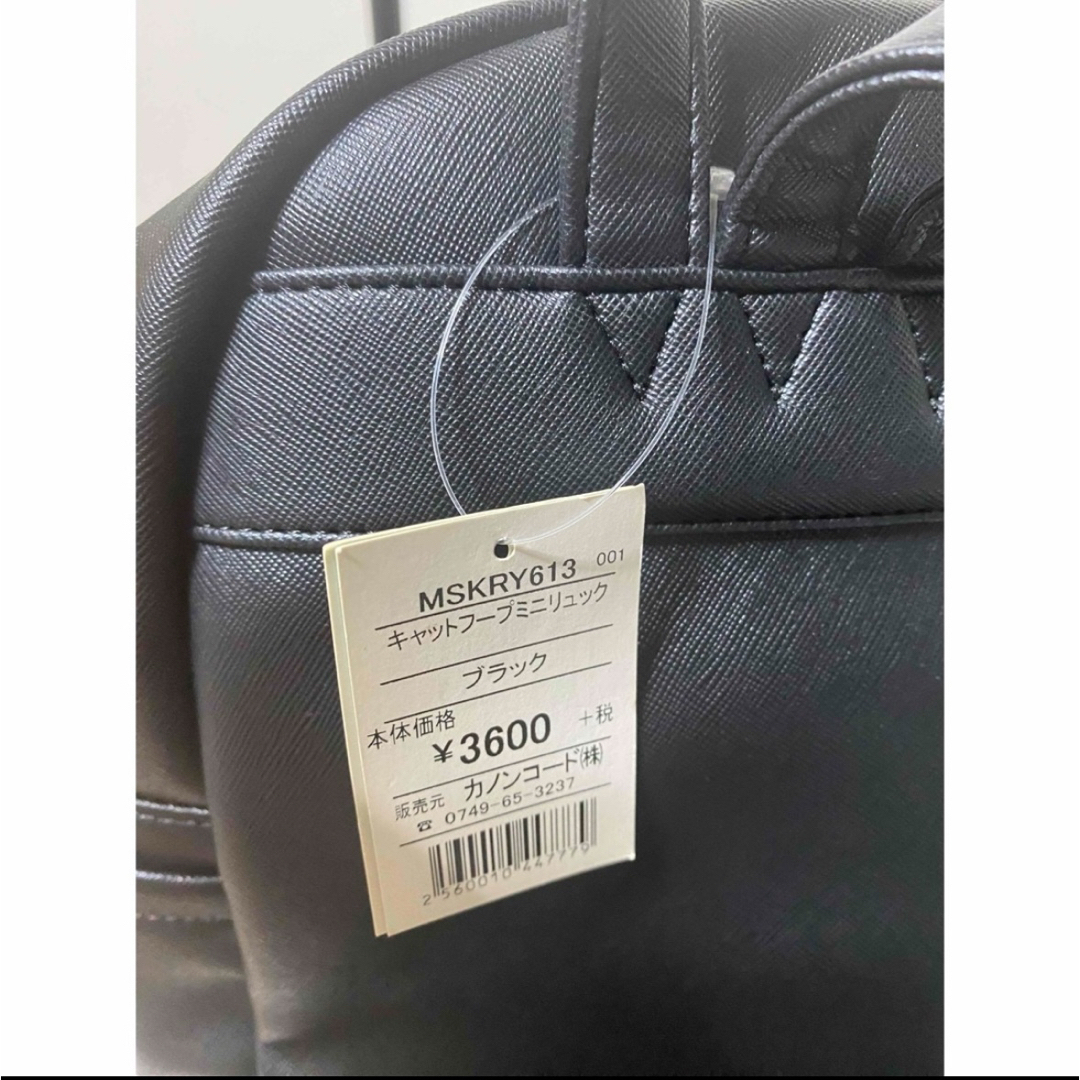 MSKRY613 001
キャットフープミニリュック
ブラック
本体価格
¥3600 +税
販売元 カノンコード㈱
☎ 0749-65-3237
2560010447779